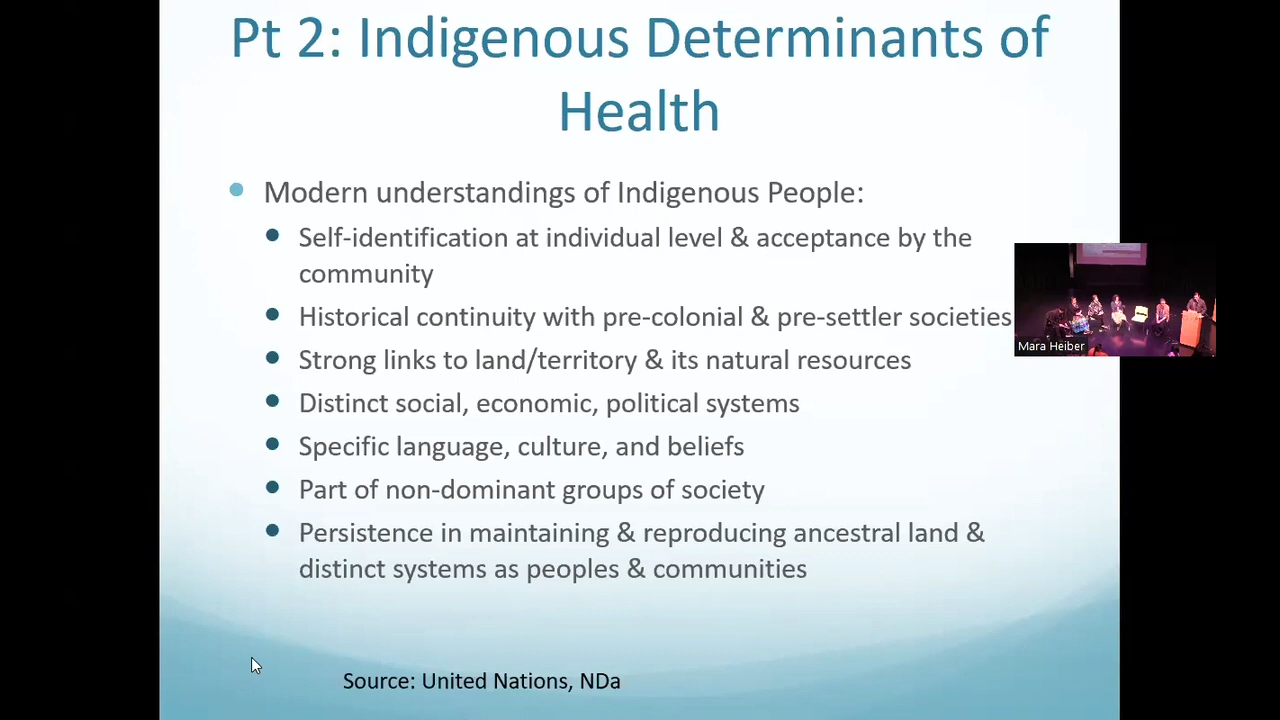 Pt 2: Indigenous Determinants of
Health
Modern understandings of Indigenous People:
Self-identification at individual level & acceptance by the
community
Historical continuity with pre-colonial & pre-settler societies
Strong links to land/territory & its natural resources
Distinct social, economic, political systems
Specific language, culture, and beliefs
Part of non-dominant groups of society
Persistence in maintaining & reproducing ancestral land &
distinct systems as peoples & communities
Mara Heiber
Source: United Nations, NDa